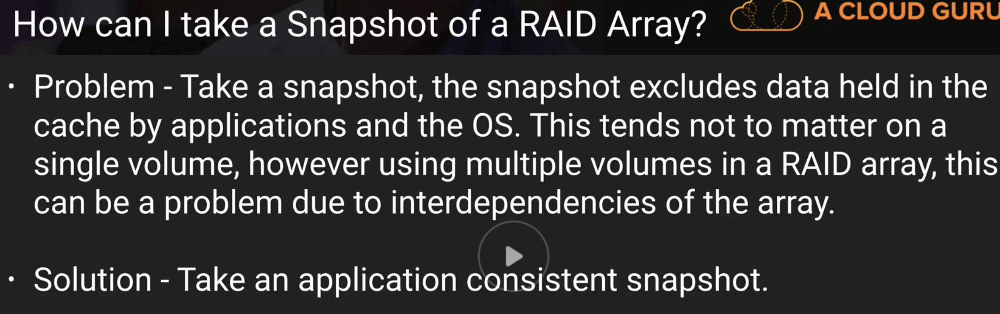 How can I take a Snapshot of a RAID Array?
A CLOUD GURU
• Problem - Take a snapshot, the snapshot excludes data held in the
cache by applications and the OS. This tends not to matter on a
single volume, however using multiple volumes in a RAID array, this
can be a problem due to interdependencies of the array.
• Solution - Take an application consistent snapshot.